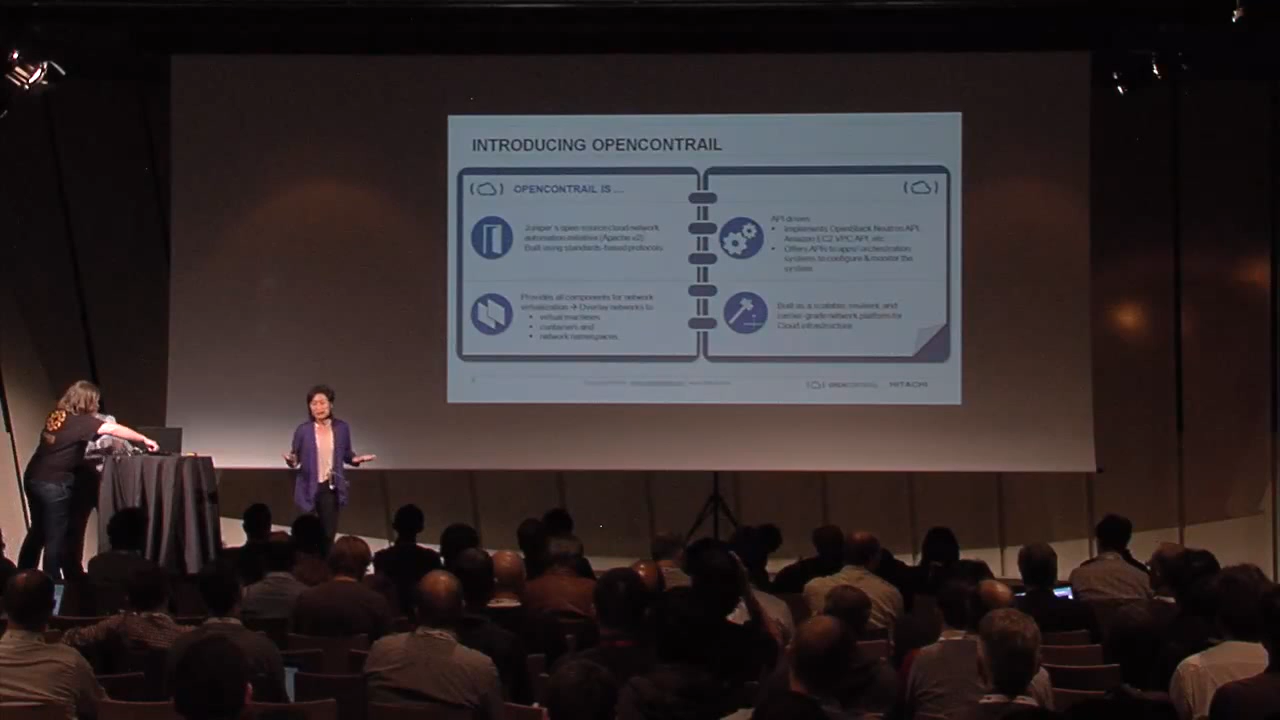 INTRODUCING OPENCONTRAIL
OPENCONTRAIL IS ...
Juniper's open-source cloud network
automation initiative (Apache v2)
Built using standards-based protocols
Provides all components for network
virtualization → Overlay networks to
• virtual machines
• containers and
• network namespaces
API driven
• Implements OpenStack Neutron API,
Amazon EC2 VPC API, etc
• Offers APIs to apps/ orchestration
systems to configure & monitor the
system
Built as a scalable, resilient, and
carrier-grade network platform for
Cloud infrastructure
OPENCONTRAIL HITACHI